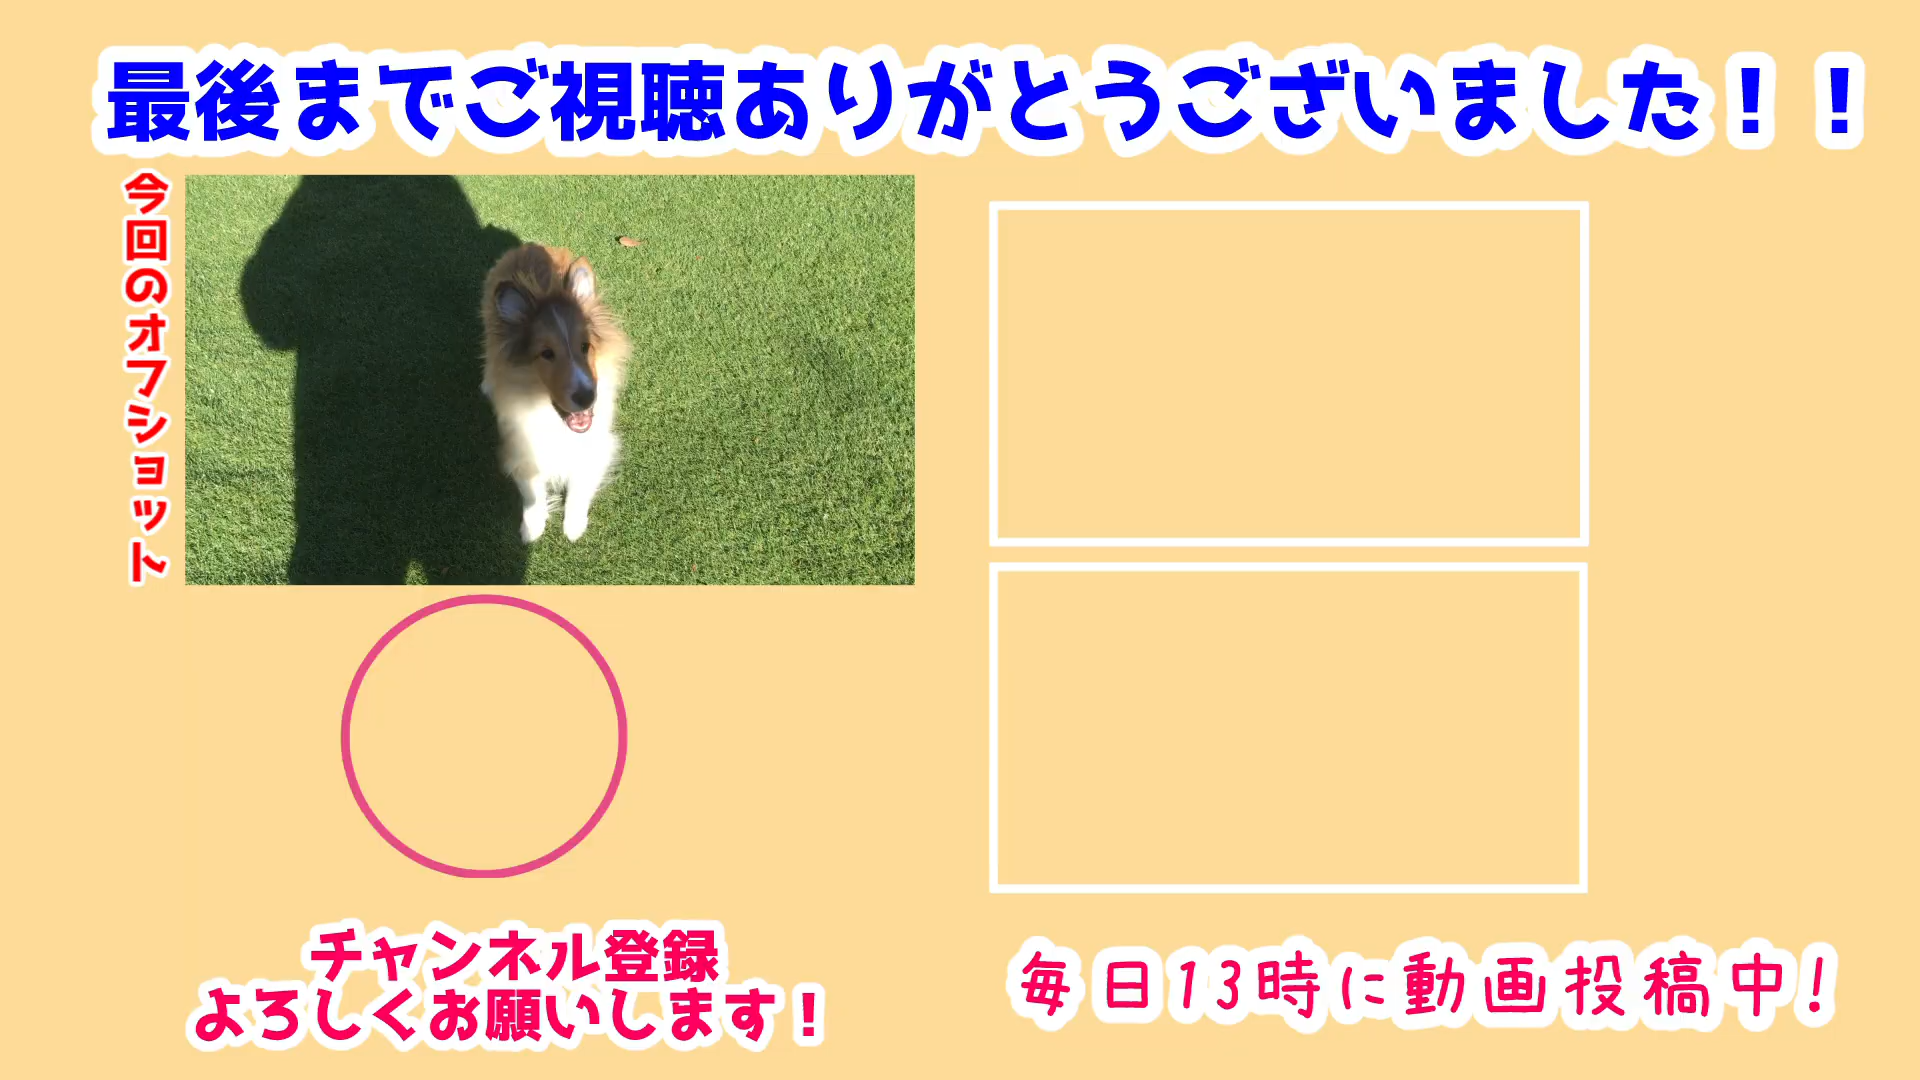 最後までご視聴ありがとうございました！！
今回のオフショット
チャンネル登録
よろしくお願いします！
毎日13時に動画投稿中!